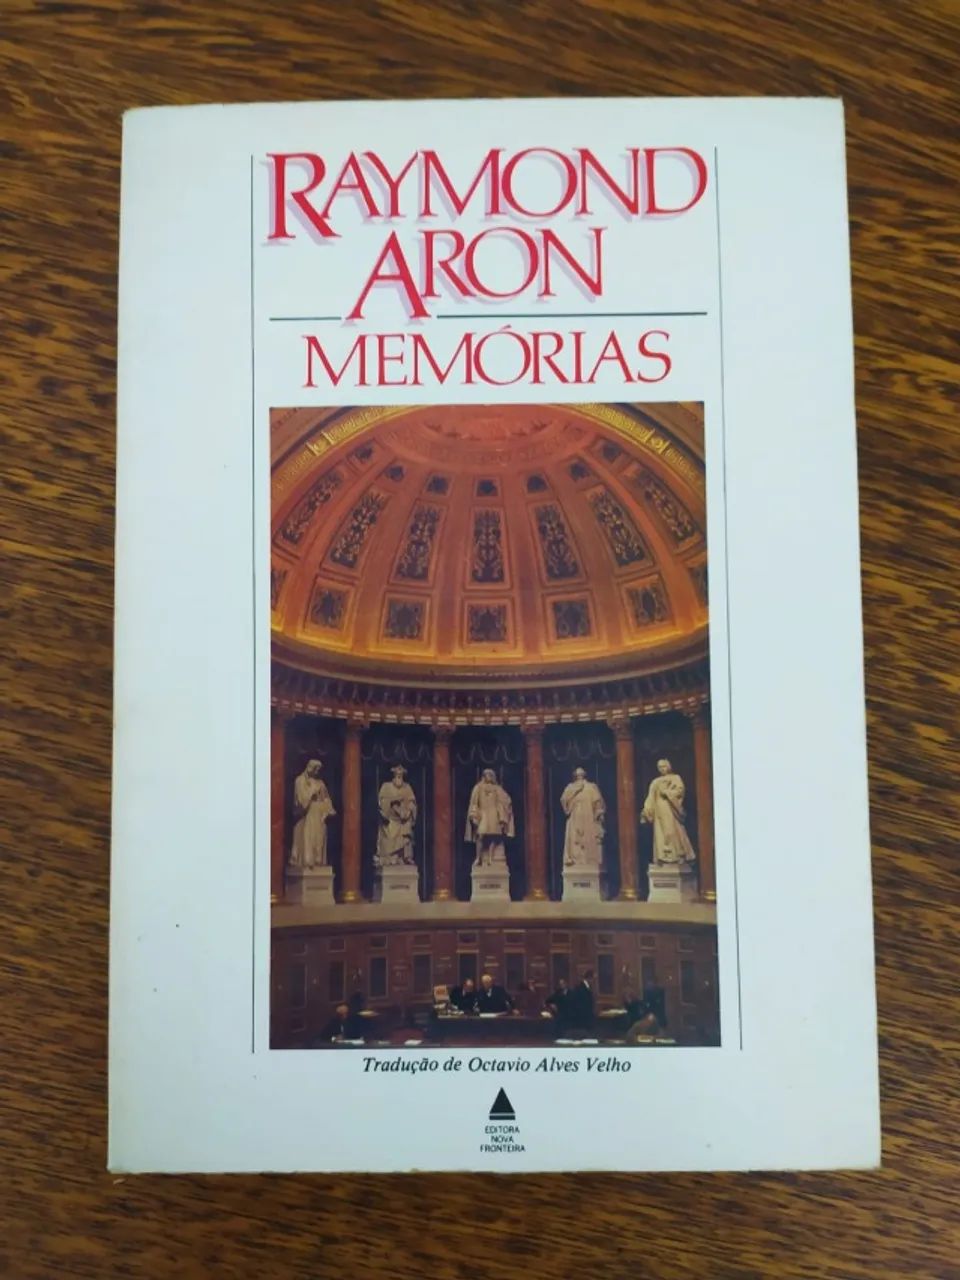 RAYMOND
ARON
MEMÓRIAS
Tradução de Octavio Alves Velho
EDITORA
NOVA
FRONTEIRA